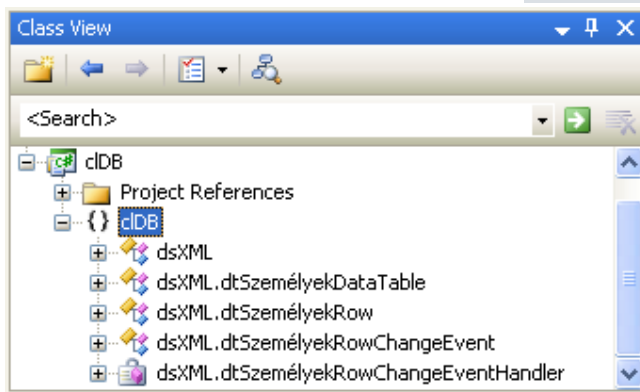 Class View
<Search>
clDB
Project References
{} clDB
dsXML
dsXML.dtSzemélyekDataTable
dsXML.dtSzemélyekRow
dsXML.dtSzemélyekRowChangeEvent
dsXML.dtSzemélyekRowChangeEventHandler